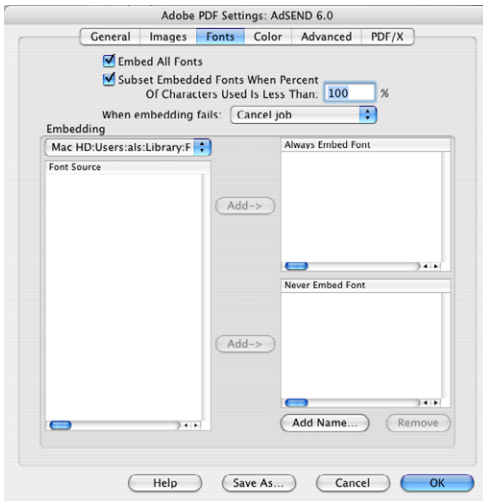 Adobe PDF Settings: AdSEND 6.0
General Images Fonts Color Advanced PDF/X
Embed All Fonts
Subset Embedded Fonts When Percent
Of Characters Used Is Less Than: 100 %
When embedding fails: Cancel job
Embedding
Mac HD:Users:als:Library:F
Font Source
Always Embed Font
Add->
Never Embed Font
Add->
Add Name... Remove
Help Save As... Cancel OK